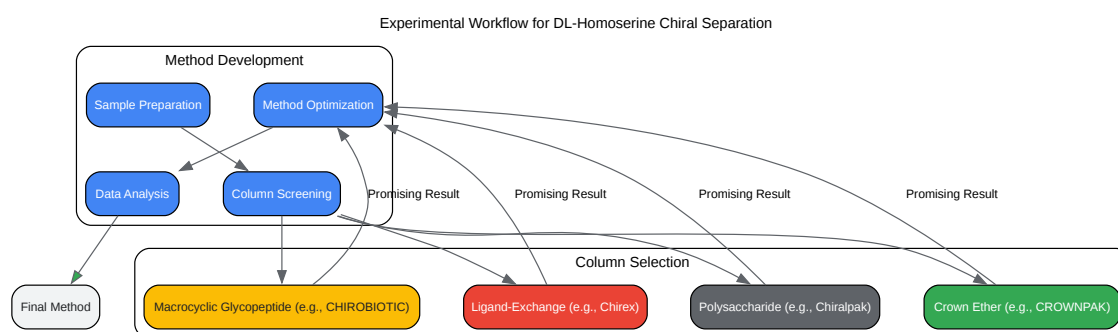 Experimental Workflow for DL-Homoserine Chiral Separation
Method Development
Sample Preparation
Method Optimization
Data Analysis
Column Screening
Promising Result
Promising Result
Promising Result
Promising Result
Column Selection
Final Method
Macrocyclic Glycopeptide (e.g., CHIROBIOTIC)
Ligand-Exchange (e.g., Chirex)
Polysaccharide (e.g., Chiralpak)
Crown Ether (e.g., CROWNPAK)